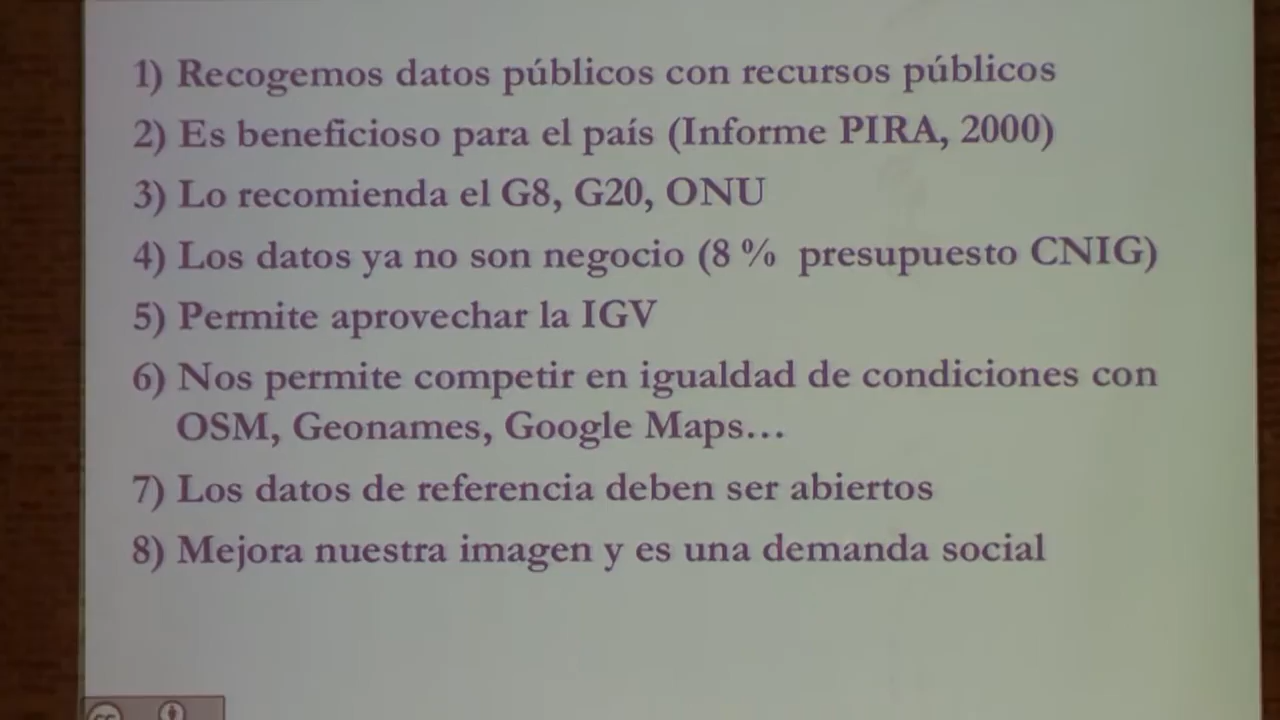 1) Recogemos datos públicos con recursos públicos
2) Es beneficioso para el país (Informe PIRA, 2000)
3) Lo recomienda el G8, G20, ONU
4) Los datos ya no son negocio (8 % presupuesto CNIG)
5) Permite aprovechar la IGV
6) Nos permite competir en igualdad de condiciones con
OSM, Geonames, Google Maps...
7) Los datos de referencia deben ser abiertos
8) Mejora nuestra imagen y es una demanda social
cc